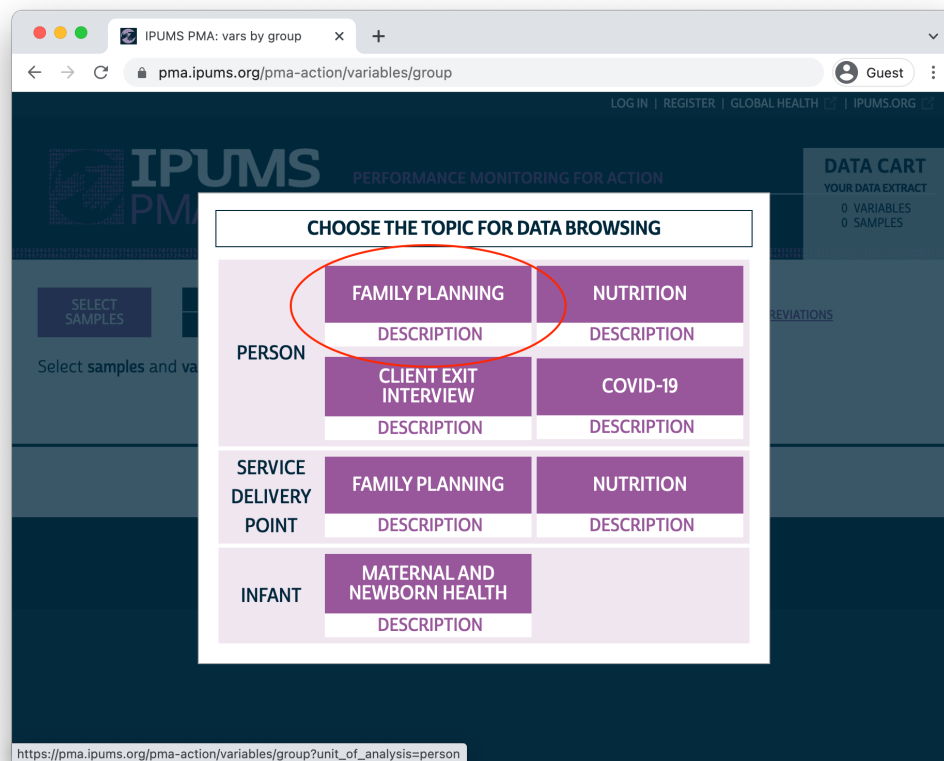 IPUMS PMA: vars by group
pma.ipums.org/pma-action/variables/group
Guest
LOG IN | REGISTER | GLOBAL HEALTH | IPUMS.ORG
IPUMS
PMA
PERFORMANCE MONITORING FOR ACTION
DATA CART
YOUR DATA EXTRACT
0 VARIABLES
0 SAMPLES
SELECT
SAMPLES
REVIATIONS
Select samples and va
CHOOSE THE TOPIC FOR DATA BROWSING
PERSON
FAMILY PLANNING
DESCRIPTION
NUTRITION
DESCRIPTION
CLIENT EXIT
INTERVIEW
DESCRIPTION
COVID-19
DESCRIPTION
SERVICE
DELIVERY
POINT
FAMILY PLANNING
DESCRIPTION
NUTRITION
DESCRIPTION
INFANT
MATERNAL AND
NEWBORN HEALTH
DESCRIPTION
https://pma.ipums.org/pma-action/variables/group?unit_of_analysis=person